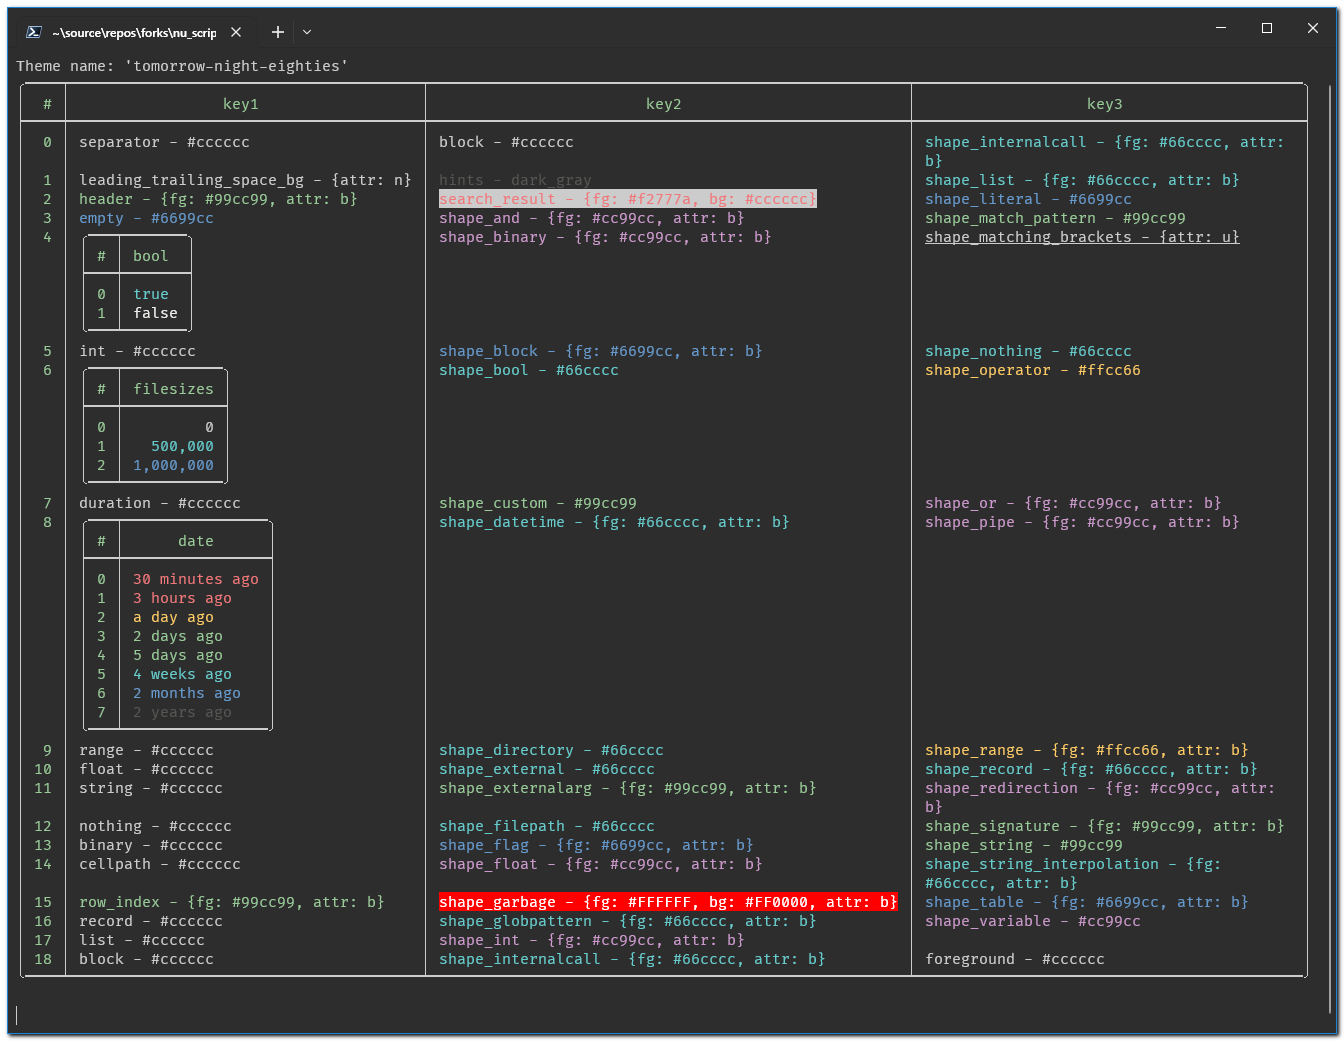 ~\source\repos\forks\nu_scrip
Theme name: 'tomorrow-night-eighties'
# key1 key2 key3
0 separator - #cccccc block - #cccccc shape_internalcall - {fg: #66cccc, attr:
b}
1 leading_trailing_space_bg - {attr: n} hints - dark_gray shape_list - {fg: #66cccc, attr: b}
2 header - {fg: #99cc99, attr: b} search_result - {fg: #f2777a, bg: #cccccc} shape_literal - #6699cc
3 empty - #6699cc shape_and - {fg: #cc99cc, attr: b} shape_match_pattern - #99cc99
4 shape_binary - {fg: #cc99cc, attr: b} shape_matching_brackets - {attr: u}
# bool
0 true
1 false
5 int - #cccccc shape_block - {fg: #6699cc, attr: b} shape_nothing - #66cccc
6 shape_bool - #66cccc shape_operator - #ffcc66
# filesizes
0 0
1 500,000
2 1,000,000
7 duration - #cccccc shape_custom - #99cc99 shape_or - {fg: #cc99cc, attr: b}
8 shape_datetime - {fg: #66cccc, attr: b} shape_pipe - {fg: #cc99cc, attr: b}
# date
0 30 minutes ago
1 3 hours ago
2 a day ago
3 2 days ago
4 5 days ago
5 4 weeks ago
6 2 months ago
7 2 years ago
9 range - #cccccc shape_directory - #66cccc shape_range - {fg: #ffcc66, attr: b}
10 float - #cccccc shape_external - #66cccc shape_record - {fg: #66cccc, attr: b}
11 string - #cccccc shape_externalarg - {fg: #99cc99, attr: b} shape_redirection - {fg: #cc99cc, attr:
b}
12 nothing - #cccccc shape_filepath - #66cccc shape_signature - {fg: #99cc99, attr: b}
13 binary - #cccccc shape_flag - {fg: #6699cc, attr: b} shape_string - #99cc99
14 cellpath - #cccccc shape_float - {fg: #cc99cc, attr: b} shape_string_interpolation - {fg:
#66cccc, attr: b}
15 row_index - {fg: #99cc99, attr: b} shape_garbage - {fg: #FFFFFF, bg: #FF0000, attr: b} shape_table - {fg: #6699cc, attr: b}
16 record - #cccccc shape_globpattern - {fg: #66cccc, attr: b} shape_variable - #cc99cc
17 list - #cccccc shape_int - {fg: #cc99cc, attr: b}
18 block - #cccccc shape_internalcall - {fg: #66cccc, attr: b} foreground - #cccccc